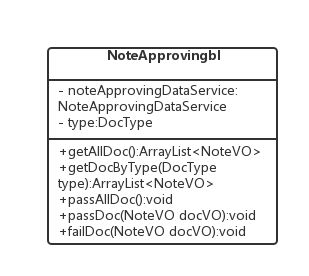 NoteApprovingbl
- noteApprovingDataService:
NoteApprovingDataService
- type:DocType
+getAllDoc():ArrayList<NoteVO>
+getDocByType(DocType
type):ArrayList<NoteVO>
+passAllDoc():void
+passDoc(NoteVO docVO):void
+failDoc(NoteVO docVO):void